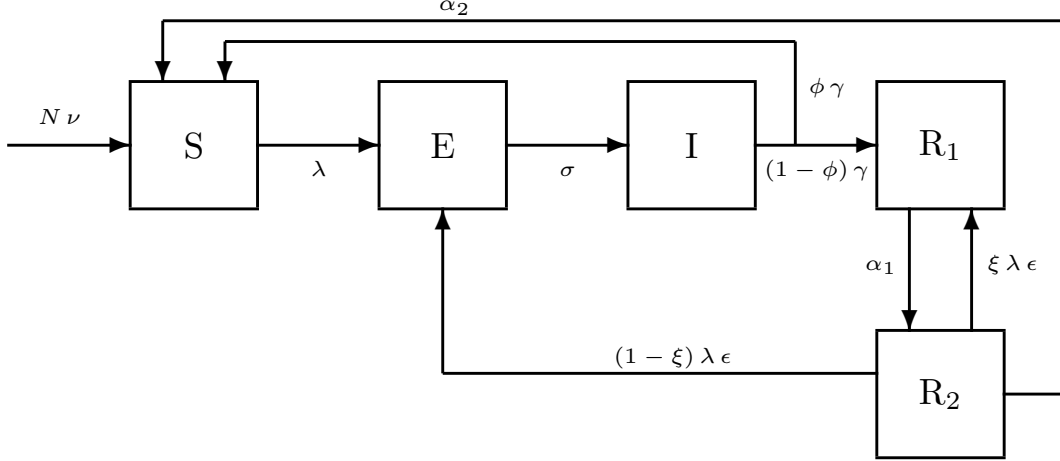 α₂
φ γ
N ν
S
E
I
R₁
λ
σ
(1 − φ) γ
α₁
ξ λ ϵ
(1 − ξ) λ ϵ
R₂